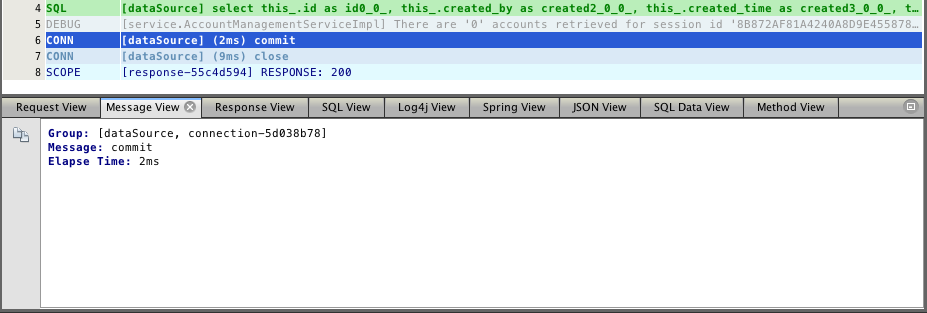 4 SQL [dataSource] select this_.id as id0_0_, this_.created_by as created2_0_0_, this_.created_time as created3_0_0_, t…
5 DEBUG [service.AccountManagementServiceImpl] There are '0' accounts retrieved for session id '8B872AF81A4240A8D9E455878…
6 CONN [dataSource] (2ms) commit
7 CONN [dataSource] (9ms) close
8 SCOPE [response-55c4d594] RESPONSE: 200
Request View Message View Response View SQL View Log4j View Spring View JSON View SQL Data View Method View
Group: [dataSource, connection-5d038b78]
Message: commit
Elapse Time: 2ms